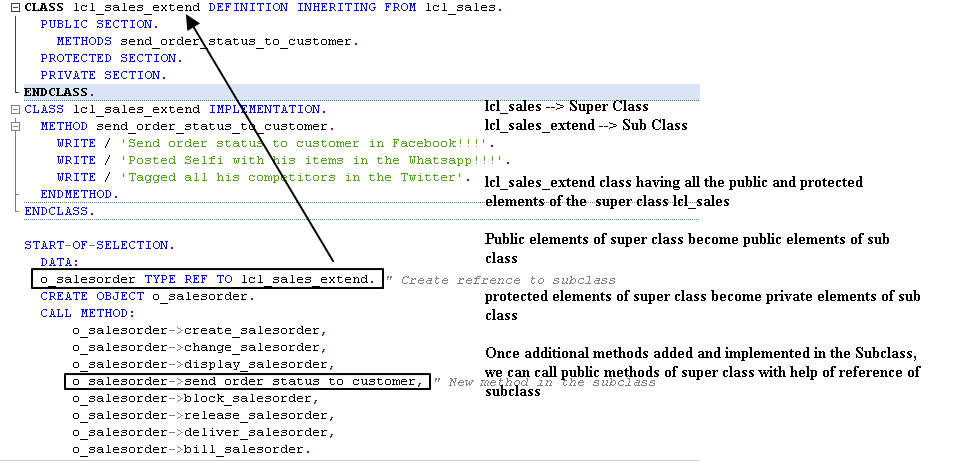 CLASS lcl_sales_extend DEFINITION INHERITING FROM lcl_sales.
PUBLIC SECTION.
METHODS send_order_status_to_customer.
PROTECTED SECTION.
PRIVATE SECTION.
ENDCLASS.
CLASS lcl_sales_extend IMPLEMENTATION.
METHOD send_order_status_to_customer.
WRITE / 'Send order status to customer in Facebook!!!'.
WRITE / 'Posted Selfi with his items in the Whatsapp!!!'.
WRITE / 'Tagged all his competitors in the Twitter'.
ENDMETHOD.
ENDCLASS.
START-OF-SELECTION.
DATA:
o_salesorder TYPE REF TO lcl_sales_extend. " Create refrence to subclass
CREATE OBJECT o_salesorder.
CALL METHOD:
o_salesorder->create_salesorder,
o_salesorder->change_salesorder,
o_salesorder->display_salesorder,
o_salesorder->send_order_status_to_customer, " New method in the subclass
o_salesorder->block_salesorder,
o_salesorder->release_salesorder,
o_salesorder->deliver_salesorder,
o_salesorder->bill_salesorder.
lcl_sales --> Super Class
lcl_sales_extend --> Sub Class
lcl_sales_extend class having all the public and protected
elements of the super class lcl_sales
Public elements of super class become public elements of sub
class
protected elements of super class become private elements of sub
class
Once additional methods added and implemented in the Subclass,
we can call public methods of super class with help of reference of
subclass